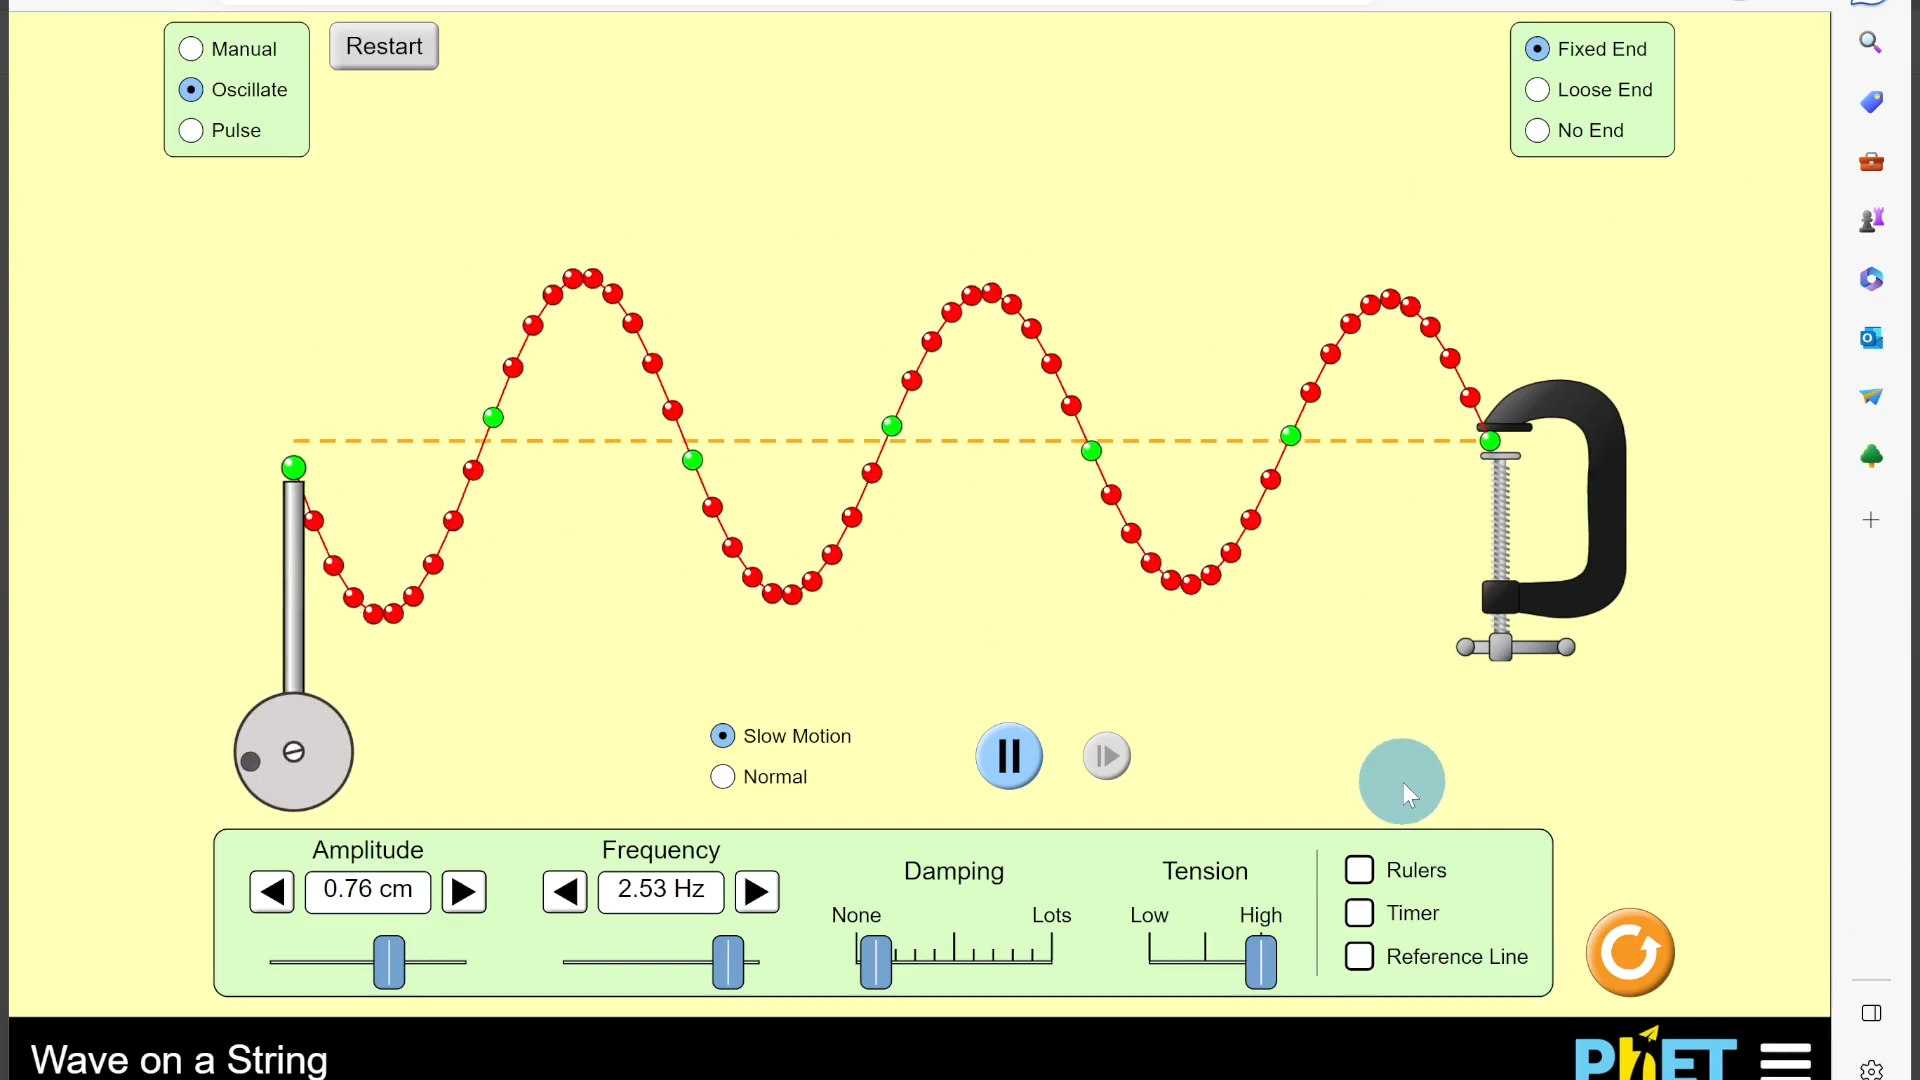 Manual
Oscillate
Pulse
Restart
Fixed End
Loose End
No End
Slow Motion
Normal
Amplitude
0.76 cm
Frequency
2.53 Hz
Damping
None
Lots
Tension
Low
High
Rulers
Timer
Reference Line
Wave on a String
PhET